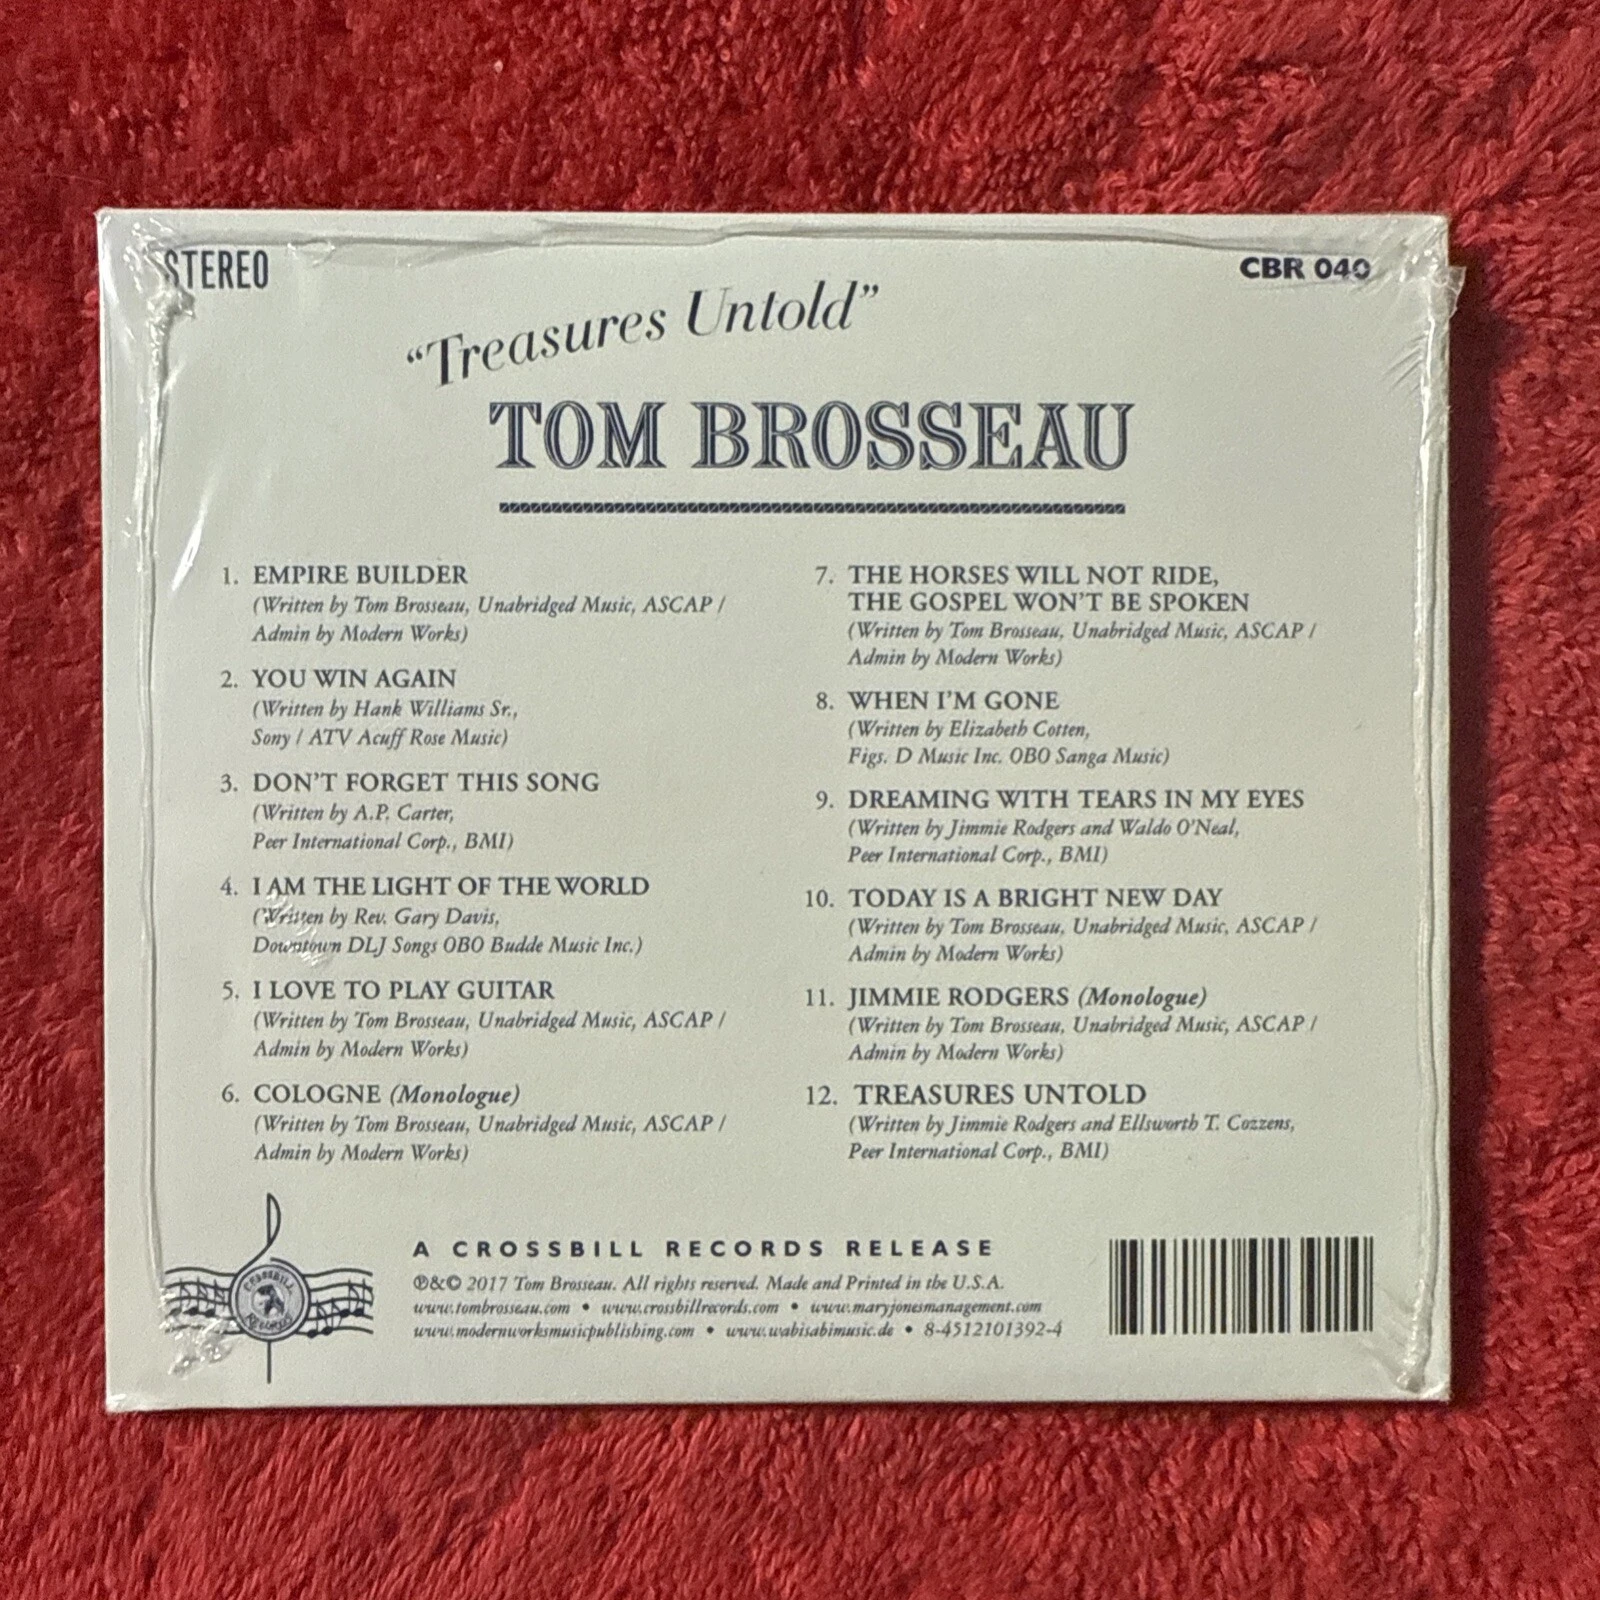 STEREO
CBR 040
"Treasures Untold"
TOM BROSSEAU
1. EMPIRE BUILDER
(Written by Tom Brosseau, Unabridged Music, ASCAP /
Admin by Modern Works)
2. YOU WIN AGAIN
(Written by Hank Williams Sr.,
Sony / ATV Acuff Rose Music)
3. DON'T FORGET THIS SONG
(Written by A.P. Carter,
Peer International Corp., BMI)
4. I AM THE LIGHT OF THE WORLD
(Written by Rev. Gary Davis,
Downtown DLJ Songs OBO Budde Music Inc.)
5. I LOVE TO PLAY GUITAR
(Written by Tom Brosseau, Unabridged Music, ASCAP /
Admin by Modern Works)
6. COLOGNE (Monologue)
(Written by Tom Brosseau, Unabridged Music, ASCAP /
Admin by Modern Works)
7. THE HORSES WILL NOT RIDE,
THE GOSPEL WON'T BE SPOKEN
(Written by Tom Brosseau, Unabridged Music, ASCAP /
Admin by Modern Works)
8. WHEN I'M GONE
(Written by Elizabeth Cotten,
Figs. D Music Inc. OBO Sanga Music)
9. DREAMING WITH TEARS IN MY EYES
(Written by Jimmie Rodgers and Waldo O'Neal,
Peer International Corp., BMI)
10. TODAY IS A BRIGHT NEW DAY
(Written by Tom Brosseau, Unabridged Music, ASCAP /
Admin by Modern Works)
11. JIMMIE RODGERS (Monologue)
(Written by Tom Brosseau, Unabridged Music, ASCAP /
Admin by Modern Works)
12. TREASURES UNTOLD
(Written by Jimmie Rodgers and Ellsworth T. Cozzens,
Peer International Corp., BMI)
CROSSBILL
RECORDS
A CROSSBILL RECORDS RELEASE
℗&© 2017 Tom Brosseau. All rights reserved. Made and Printed in the U.S.A.
www.tombrosseau.com • www.crossbillrecords.com • www.maryjonesmanagement.com
www.modernworksmusicpublishing.com • www.wabisabimusic.de • 8-4512101392-4